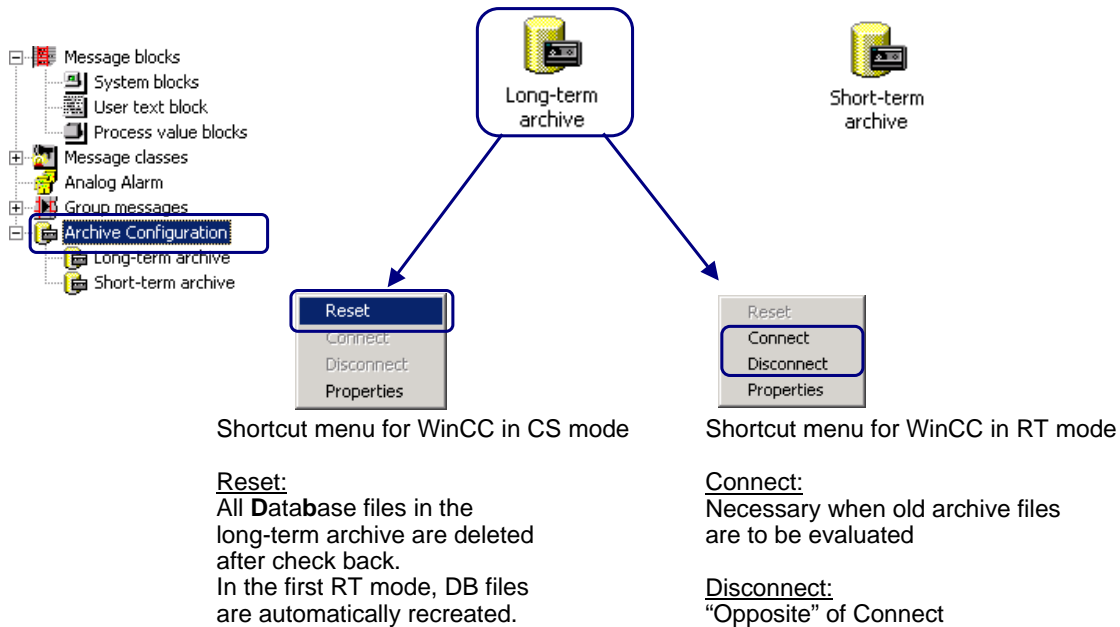 Message blocks
System blocks
User text block
Process value blocks
Message classes
Analog Alarm
Group messages
Archive Configuration
Long-term archive
Short-term archive
Long-term
archive
Short-term
archive
Reset
Connect
Disconnect
Properties
Shortcut menu for WinCC in CS mode
Reset:
All Database files in the
long-term archive are deleted
after check back.
In the first RT mode, DB files
are automatically recreated.
Reset
Connect
Disconnect
Properties
Shortcut menu for WinCC in RT mode
Connect:
Necessary when old archive files
are to be evaluated
Disconnect:
“Opposite” of Connect